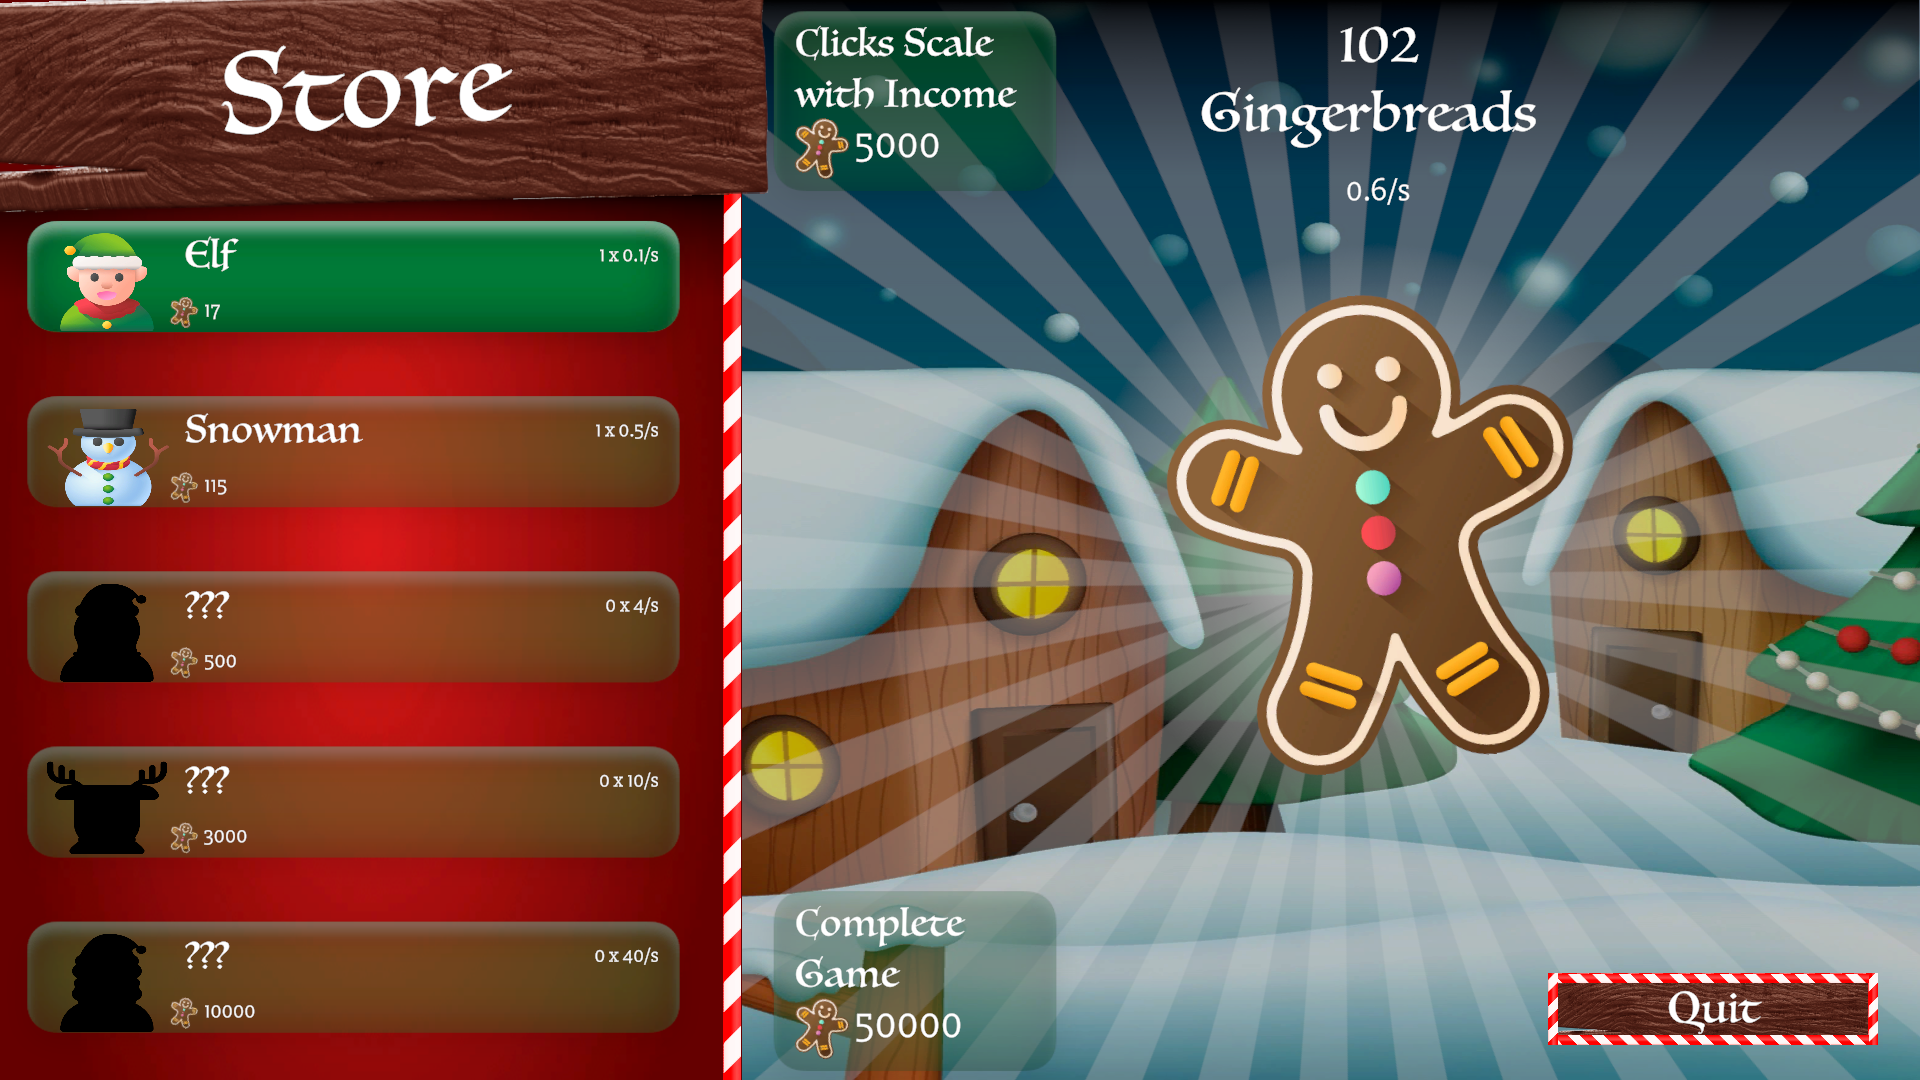 Store
Elf
1 x 0.1/s
17
Snowman
1 x 0.5/s
115
???
0 x 4/s
500
???
0 x 10/s
3000
???
0 x 40/s
10000
Clicks Scale
with Income
5000
102
Gingerbreads
0.6/s
Complete
Game
50000
Quit